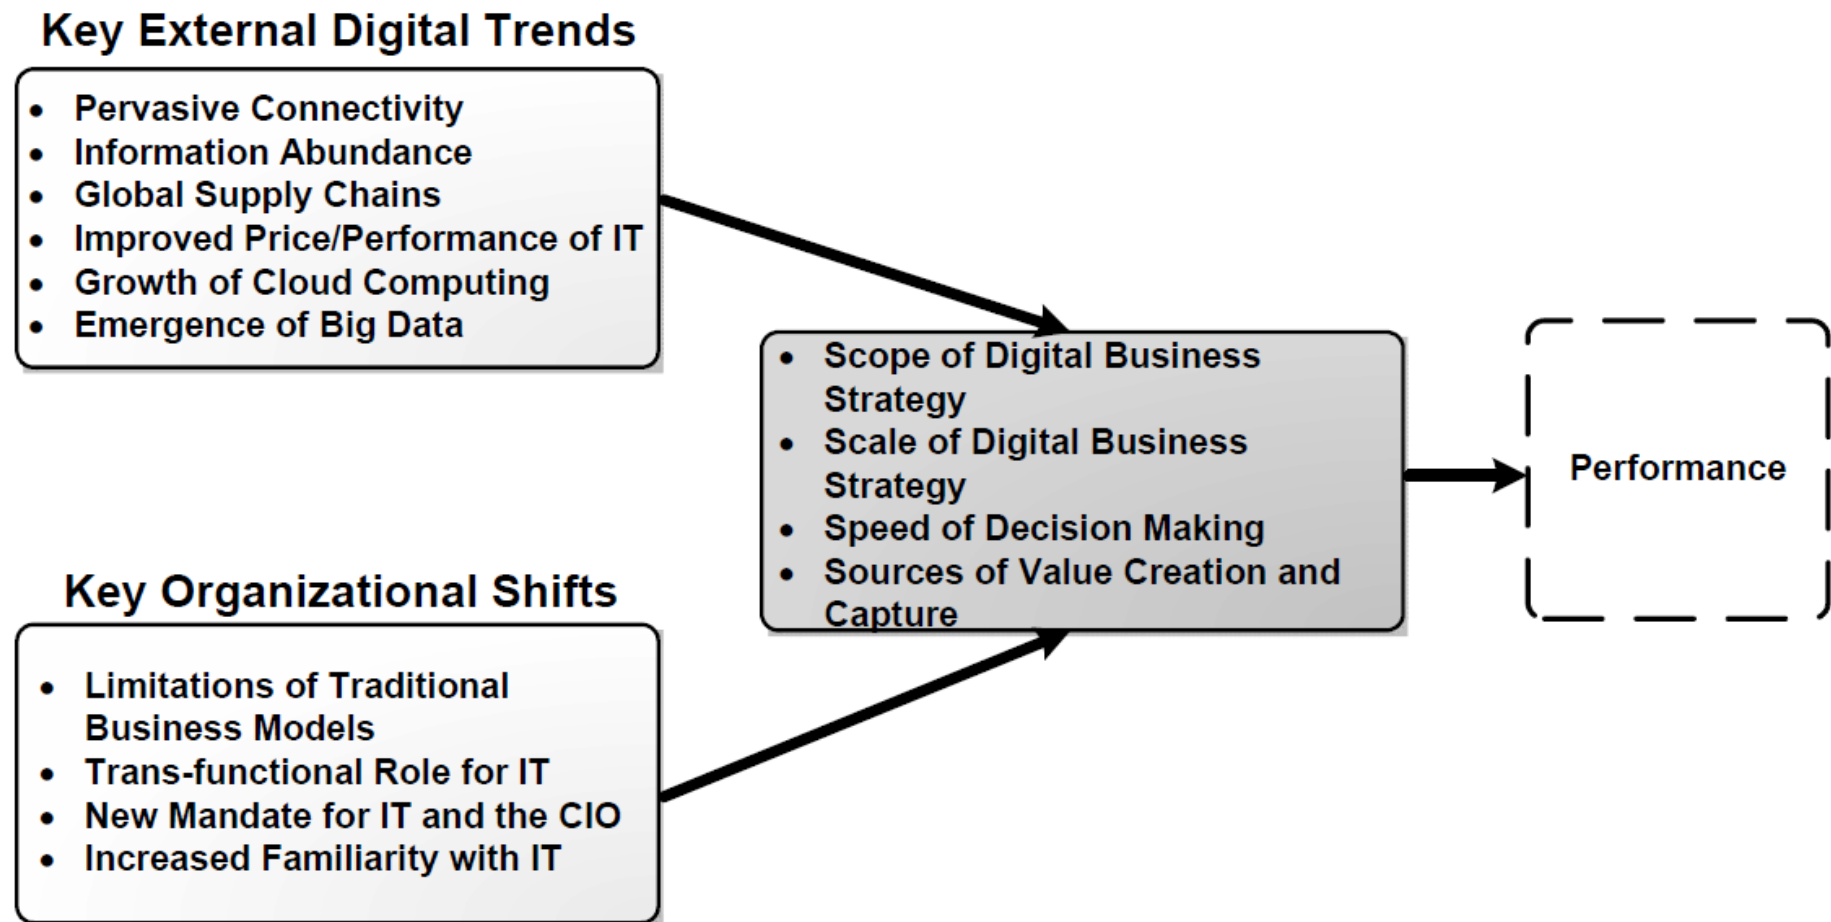 Key External Digital Trends
• Pervasive Connectivity
• Information Abundance
• Global Supply Chains
• Improved Price/Performance of IT
• Growth of Cloud Computing
• Emergence of Big Data
• Scope of Digital Business
Strategy
• Scale of Digital Business
Strategy
• Speed of Decision Making
• Sources of Value Creation and
Capture
Performance
Key Organizational Shifts
• Limitations of Traditional
Business Models
• Trans-functional Role for IT
• New Mandate for IT and the CIO
• Increased Familiarity with IT